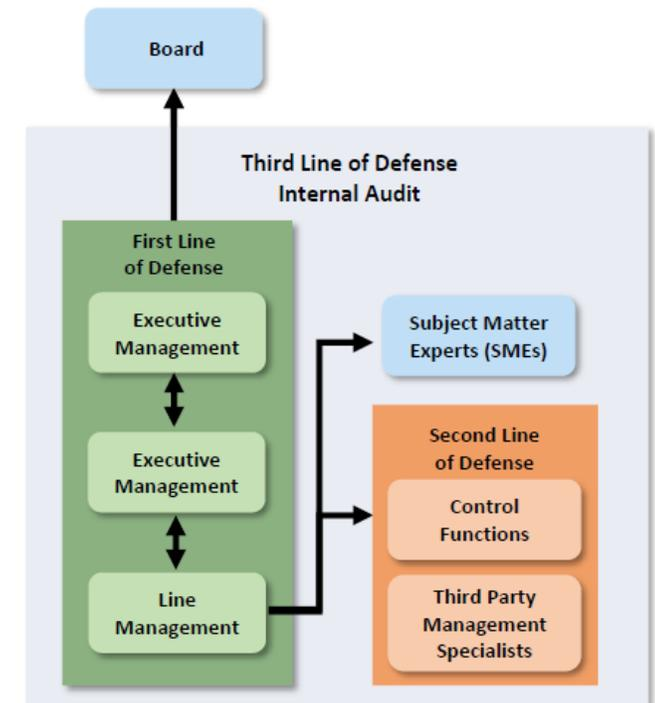 Board
Third Line of Defense
Internal Audit
First Line
of Defense
Executive
Management
Executive
Management
Line
Management
Subject Matter
Experts (SMEs)
Second Line
of Defense
Control
Functions
Third Party
Management
Specialists